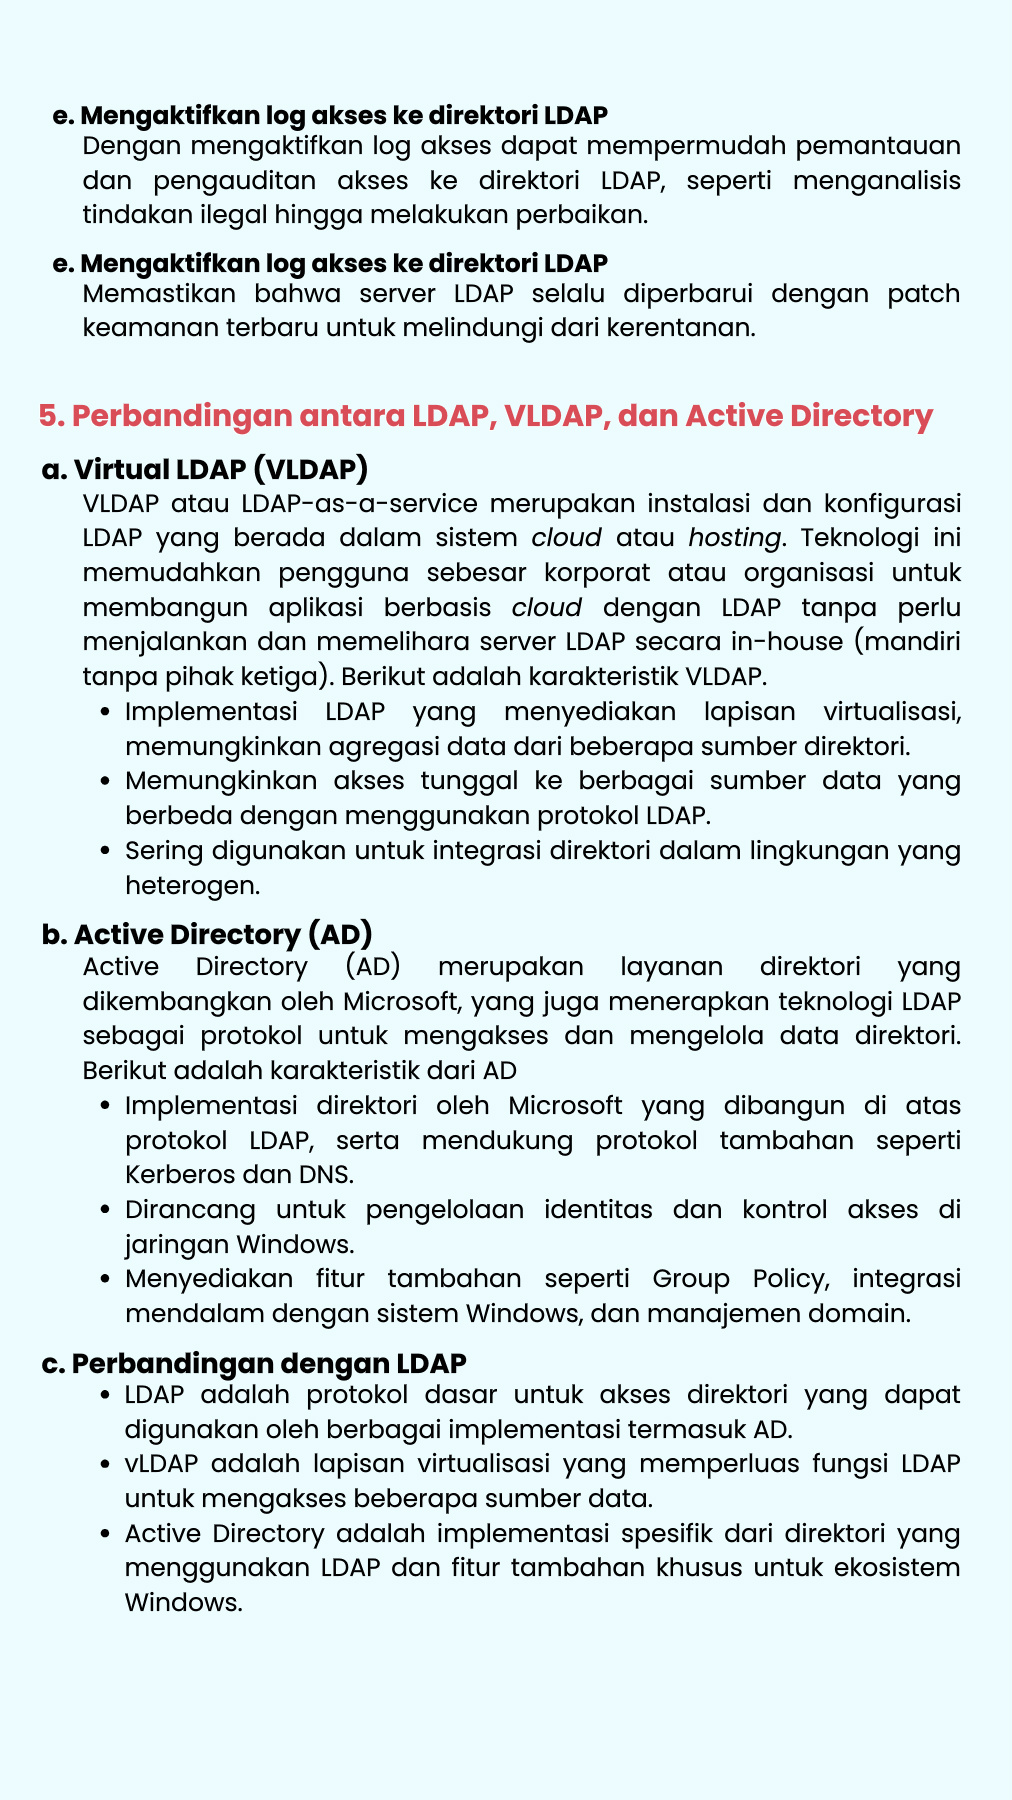 e. Mengaktifkan log akses ke direktori LDAP
Dengan mengaktifkan log akses dapat mempermudah pemantauan
dan pengauditan akses ke direktori LDAP, seperti menganalisis
tindakan ilegal hingga melakukan perbaikan.
e. Mengaktifkan log akses ke direktori LDAP
Memastikan bahwa server LDAP selalu diperbarui dengan patch
keamanan terbaru untuk melindungi dari kerentanan.
5. Perbandingan antara LDAP, VLDAP, dan Active Directory
a. Virtual LDAP (VLDAP)
VLDAP atau LDAP-as-a-service merupakan instalasi dan konfigurasi
LDAP yang berada dalam sistem cloud atau hosting. Teknologi ini
memudahkan pengguna sebesar korporat atau organisasi untuk
membangun aplikasi berbasis cloud dengan LDAP tanpa perlu
menjalankan dan memelihara server LDAP secara in-house (mandiri
tanpa pihak ketiga). Berikut adalah karakteristik VLDAP.
• Implementasi LDAP yang menyediakan lapisan virtualisasi,
memungkinkan agregasi data dari beberapa sumber direktori.
• Memungkinkan akses tunggal ke berbagai sumber data yang
berbeda dengan menggunakan protokol LDAP.
• Sering digunakan untuk integrasi direktori dalam lingkungan yang
heterogen.
b. Active Directory (AD)
Active Directory (AD) merupakan layanan direktori yang
dikembangkan oleh Microsoft, yang juga menerapkan teknologi LDAP
sebagai protokol untuk mengakses dan mengelola data direktori.
Berikut adalah karakteristik dari AD
• Implementasi direktori oleh Microsoft yang dibangun di atas
protokol LDAP, serta mendukung protokol tambahan seperti
Kerberos dan DNS.
• Dirancang untuk pengelolaan identitas dan kontrol akses di
jaringan Windows.
• Menyediakan fitur tambahan seperti Group Policy, integrasi
mendalam dengan sistem Windows, dan manajemen domain.
c. Perbandingan dengan LDAP
• LDAP adalah protokol dasar untuk akses direktori yang dapat
digunakan oleh berbagai implementasi termasuk AD.
• vLDAP adalah lapisan virtualisasi yang memperluas fungsi LDAP
untuk mengakses beberapa sumber data.
• Active Directory adalah implementasi spesifik dari direktori yang
menggunakan LDAP dan fitur tambahan khusus untuk ekosistem
Windows.